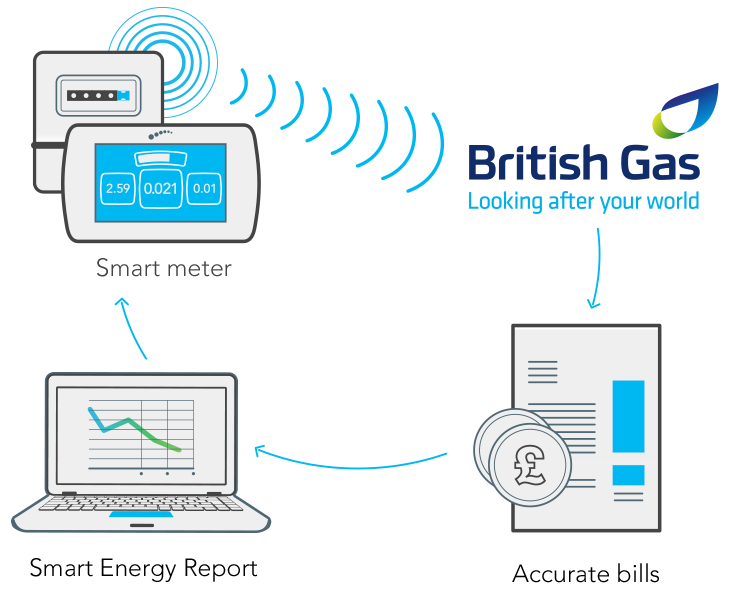 2.59 0.021 0.01
British Gas
Looking after your world
Smart meter
£
Smart Energy Report
Accurate bills